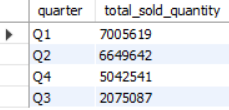 quarter total_sold_quantity
Q1 7005619
Q2 6649642
Q4 5042541
Q3 2075087